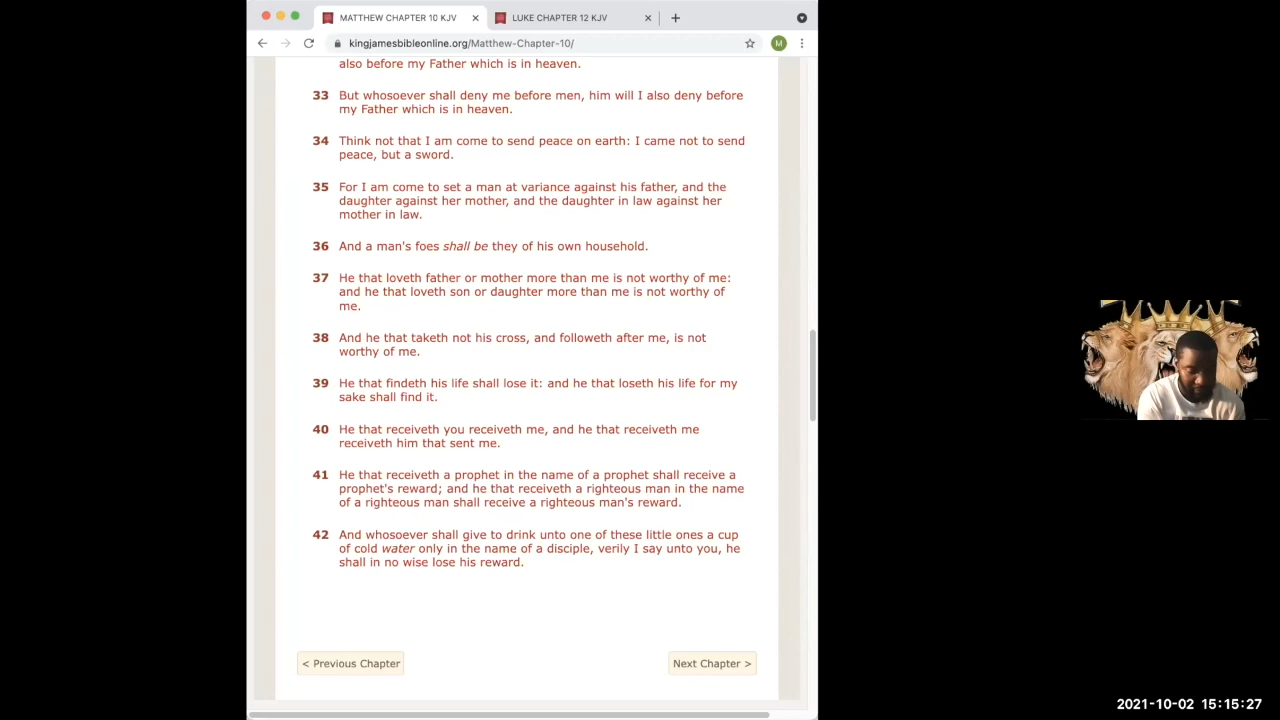 MATTHEW CHAPTER 10 KJV
LUKE CHAPTER 12 KJV
kingjamesbibleonline.org/Matthew-Chapter-10/
M
also before my Father which is in heaven.
33 But whosoever shall deny me before men, him will I also deny before
my Father which is in heaven.
34 Think not that I am come to send peace on earth: I came not to send
peace, but a sword.
35 For I am come to set a man at variance against his father, and the
daughter against her mother, and the daughter in law against her
mother in law.
36 And a man's foes shall be they of his own household.
37 He that loveth father or mother more than me is not worthy of me:
and he that loveth son or daughter more than me is not worthy of
me.
38 And he that taketh not his cross, and followeth after me, is not
worthy of me.
39 He that findeth his life shall lose it: and he that loseth his life for my
sake shall find it.
40 He that receiveth you receiveth me, and he that receiveth me
receiveth him that sent me.
41 He that receiveth a prophet in the name of a prophet shall receive a
prophet's reward; and he that receiveth a righteous man in the name
of a righteous man shall receive a righteous man's reward.
42 And whosoever shall give to drink unto one of these little ones a cup
of cold water only in the name of a disciple, verily I say unto you, he
shall in no wise lose his reward.
< Previous Chapter
Next Chapter >
2021-10-02 15:15:27